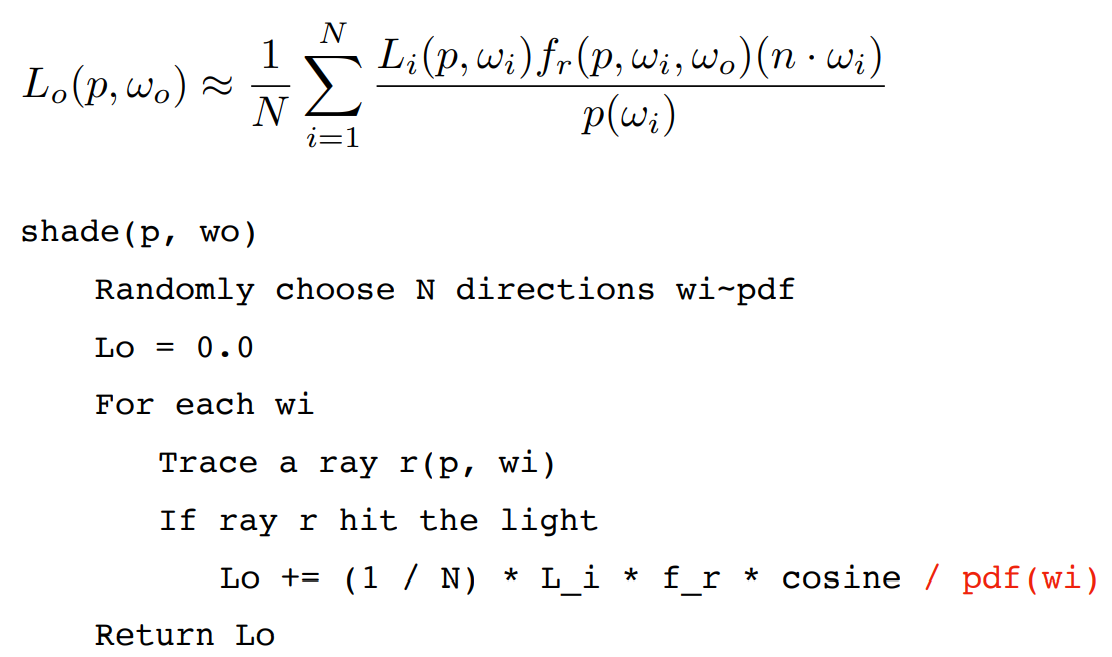 L_o(p, ω_o) ≈ \frac{1}{N} \sum_{i=1}^{N} \frac{L_i(p, ω_i) f_r(p, ω_i, ω_o)(n · ω_i)}{p(ω_i)}
shade(p, wo)
Randomly choose N directions wi~pdf
Lo = 0.0
For each wi
Trace a ray r(p, wi)
If ray r hit the light
Lo += (1 / N) * L_i * f_r * cosine / pdf(wi)
Return Lo